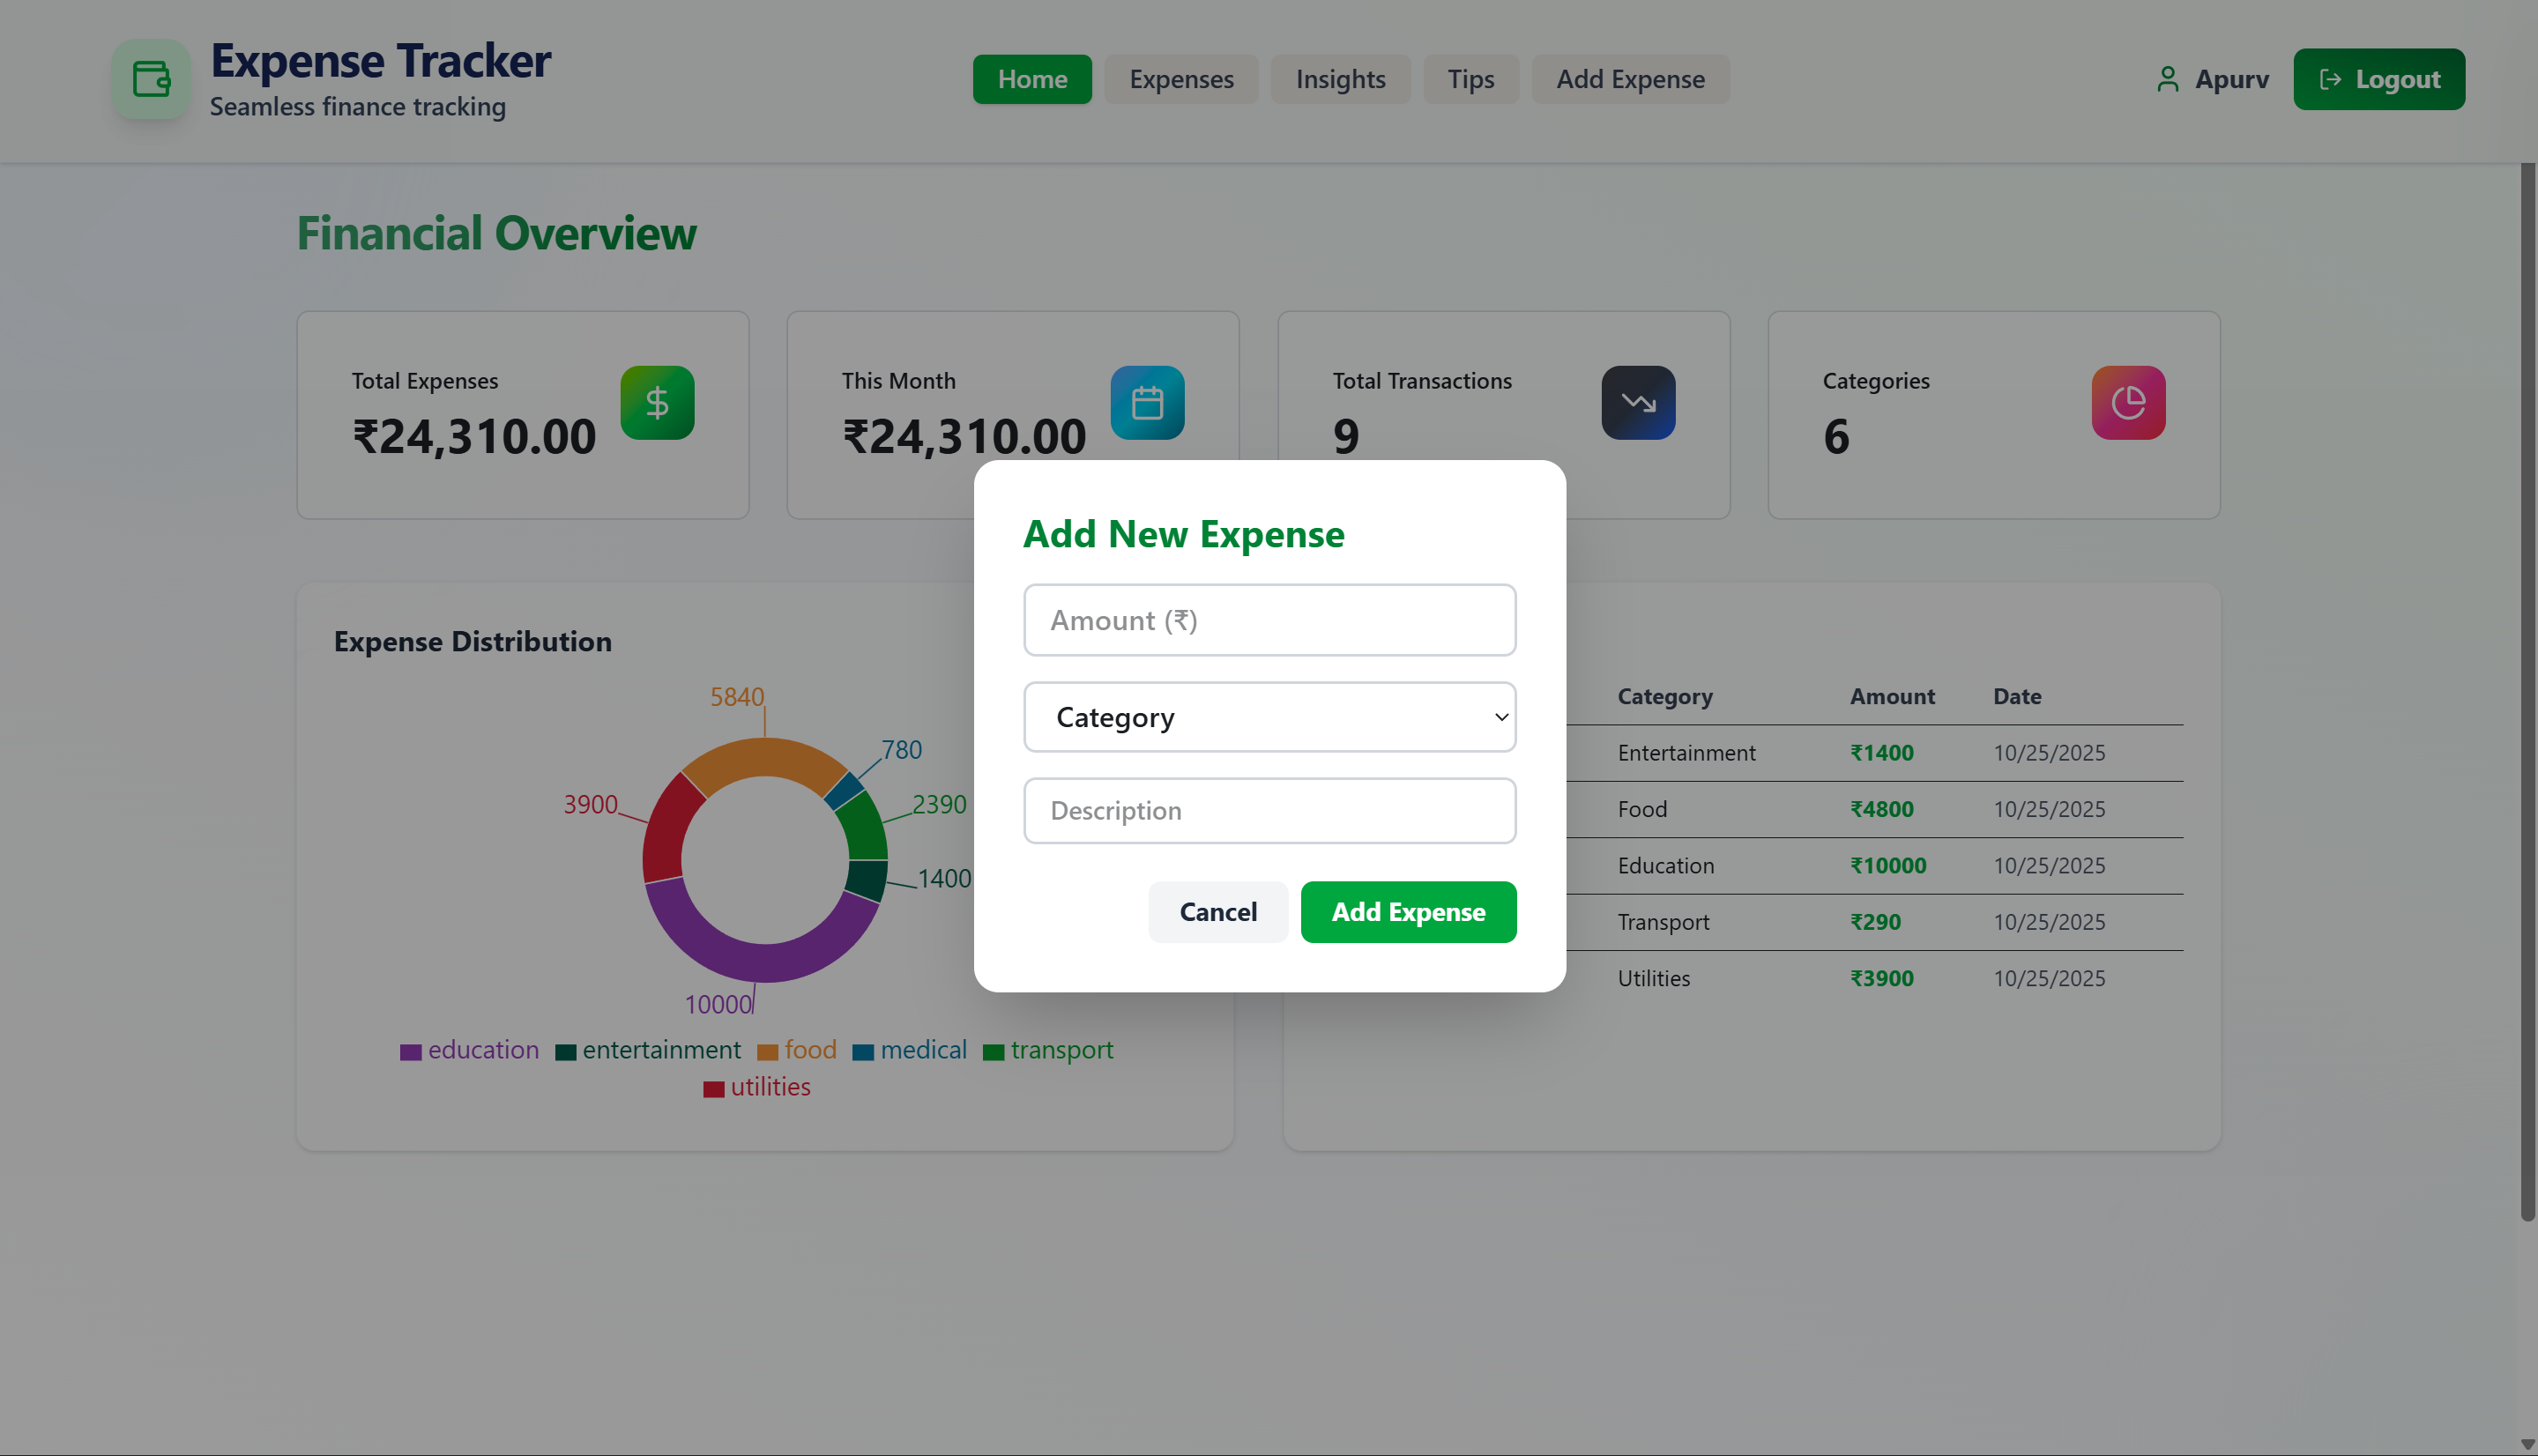 Expense Tracker
Seamless finance tracking
Home
Expenses
Insights
Tips
Add Expense
Apurv
Logout
Financial Overview
Total Expenses
₹24,310.00
This Month
₹24,310.00
Total Transactions
9
Categories
6
Expense Distribution
5840
780
3900
2390
1400
10000
education entertainment food medical transport
utilities
Add New Expense
Amount (₹)
Category
Description
Cancel
Add Expense
Category Amount Date
Entertainment ₹1400 10/25/2025
Food ₹4800 10/25/2025
Education ₹10000 10/25/2025
Transport ₹290 10/25/2025
Utilities ₹3900 10/25/2025